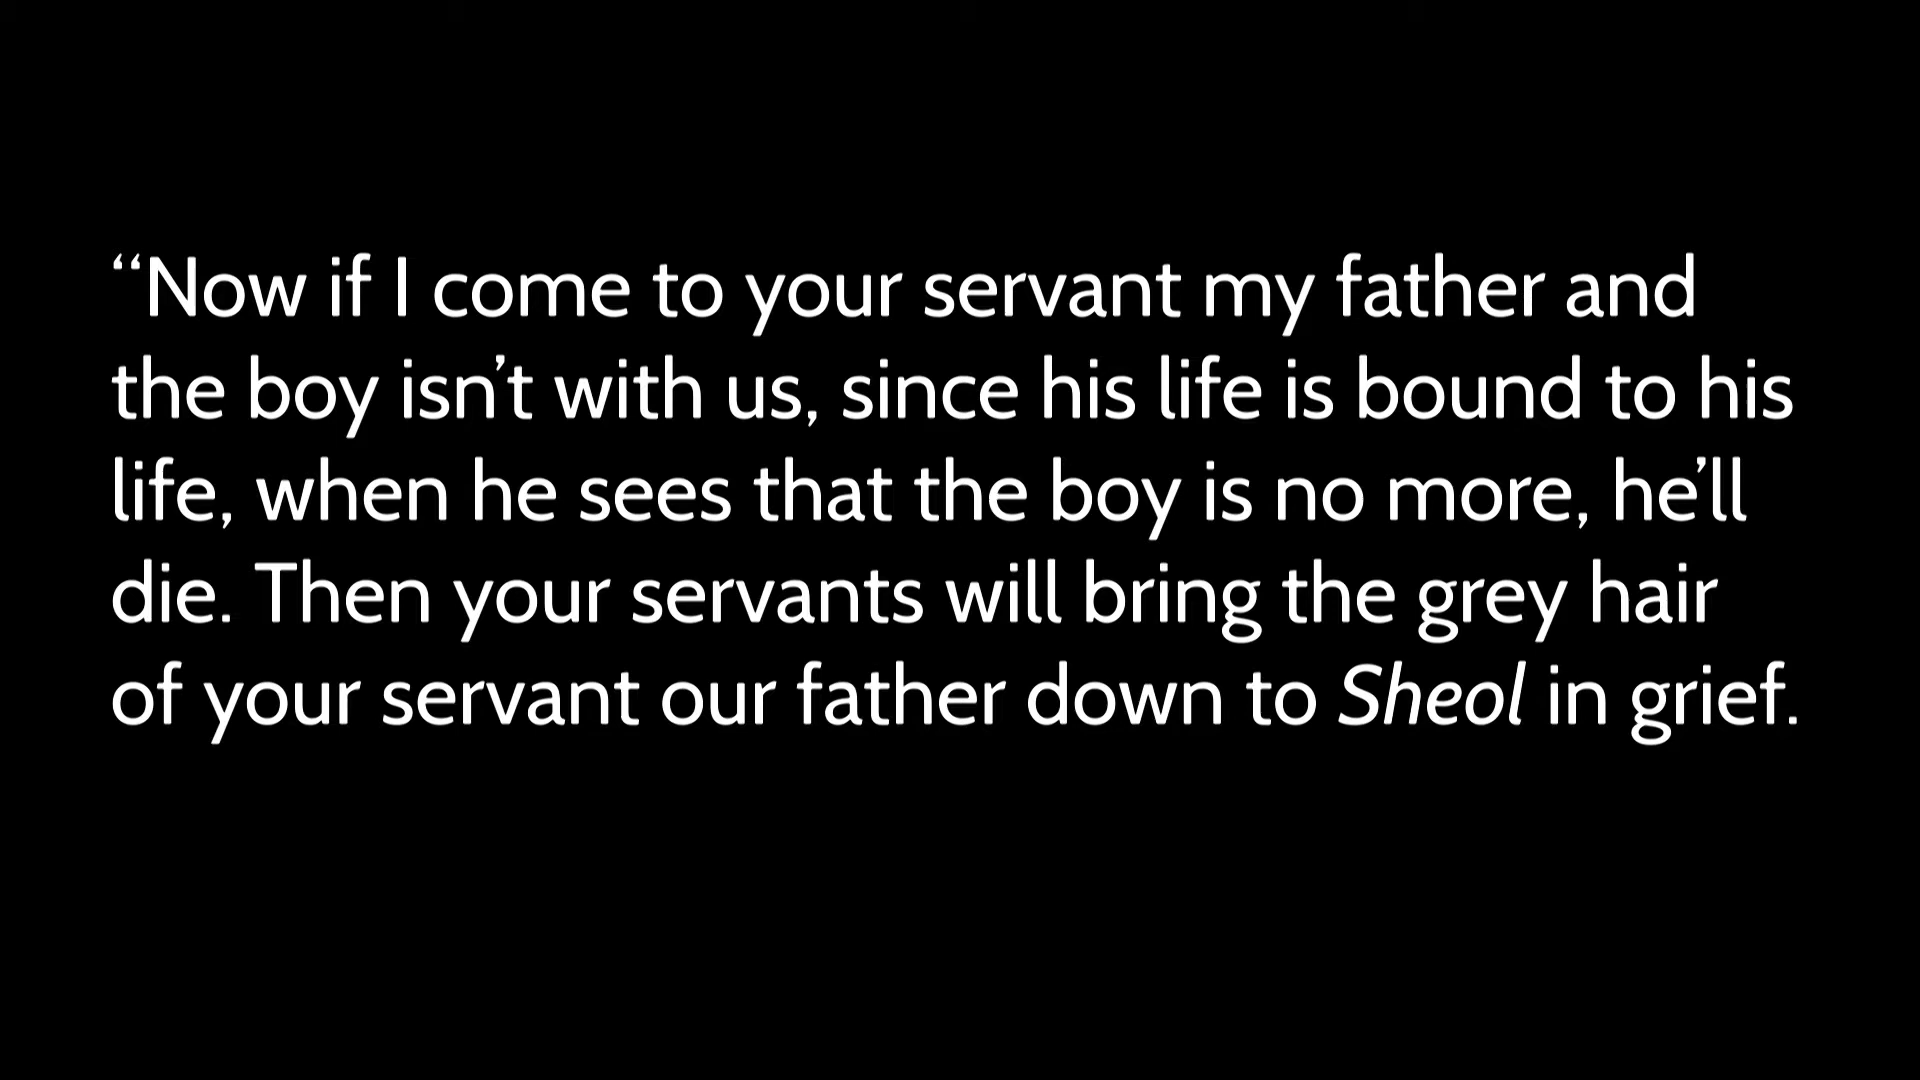 “Now if I come to your servant my father and
the boy isn’t with us, since his life is bound to his
life, when he sees that the boy is no more, he’ll
die. Then your servants will bring the grey hair
of your servant our father down to Sheol in grief.